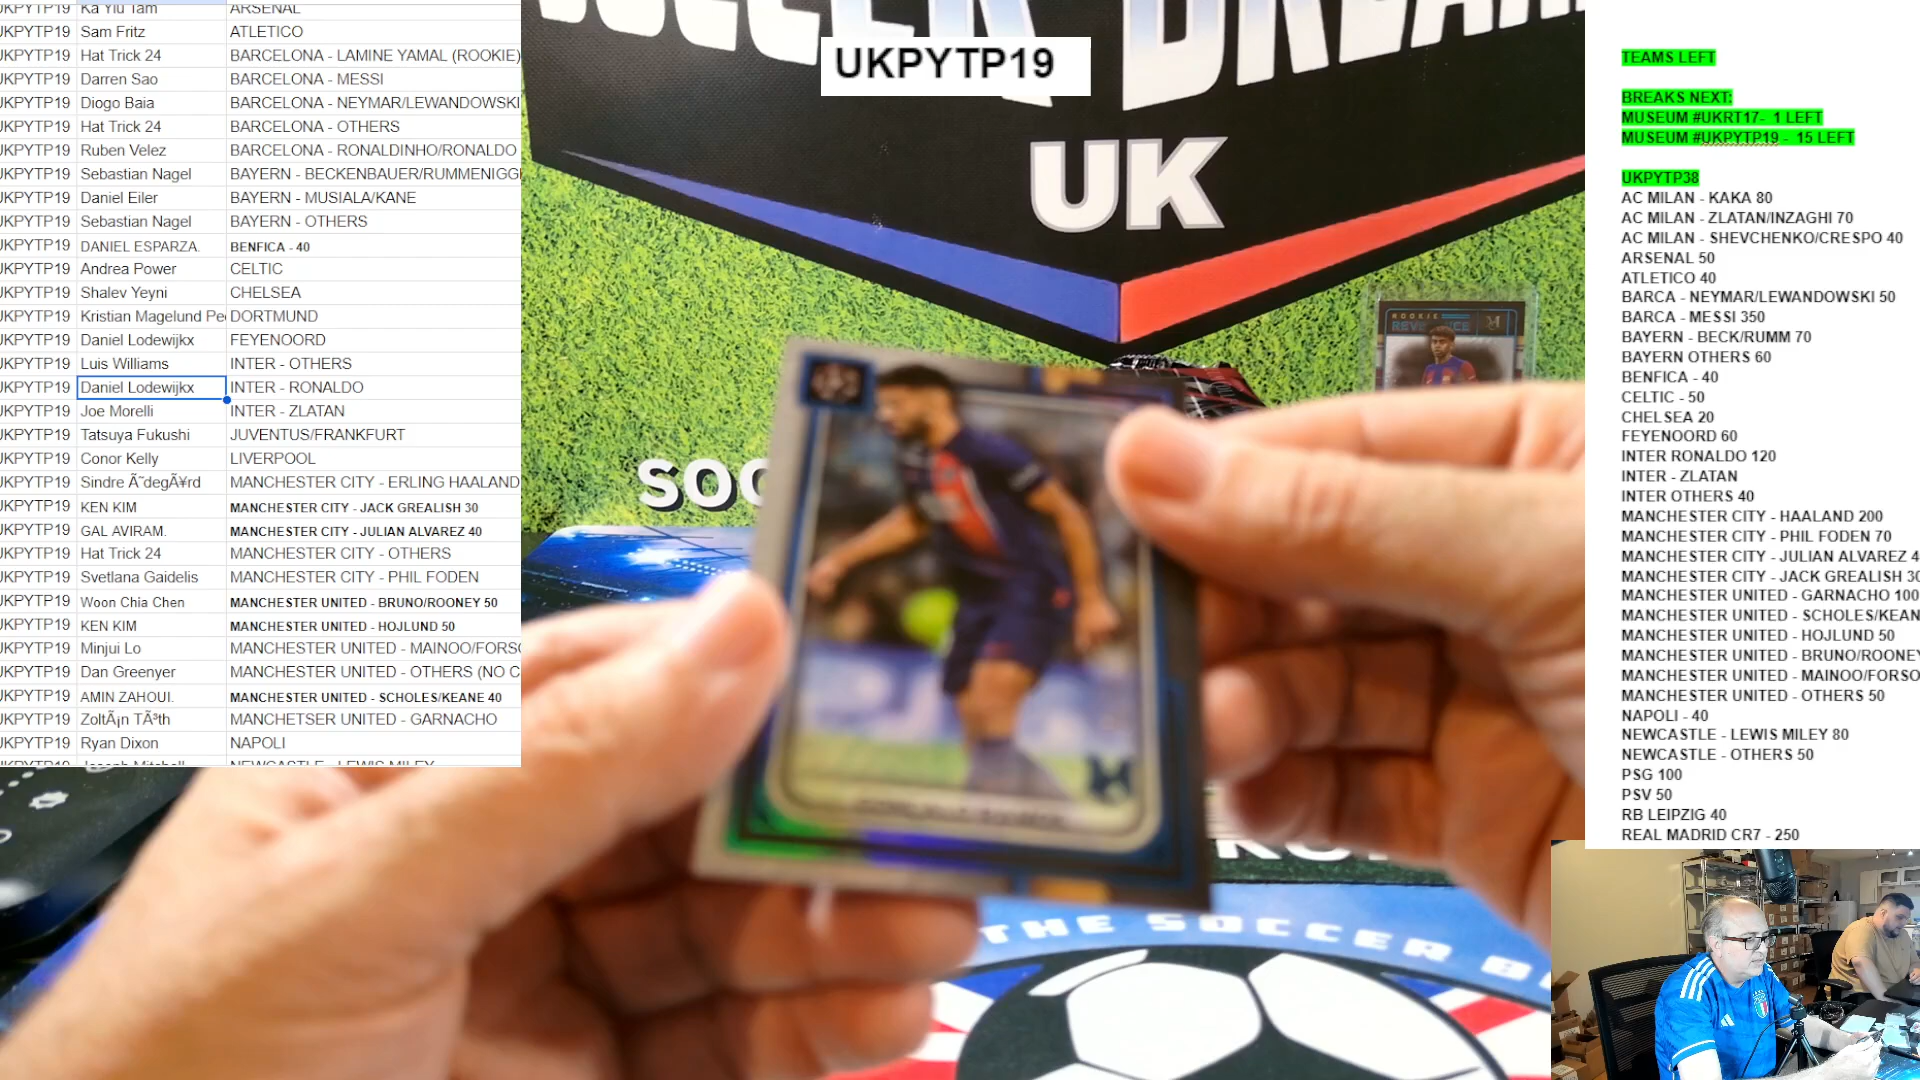 UKPYTP19 Ka Yiu Tam ARSENAL
UKPYTP19 Sam Fritz ATLETICO
UKPYTP19 Hat Trick 24 BARCELONA - LAMINE YAMAL (ROOKIE)
UKPYTP19 Darren Sao BARCELONA - MESSI
UKPYTP19 Diogo Baia BARCELONA - NEYMAR/LEWANDOWSKI
UKPYTP19 Hat Trick 24 BARCELONA - OTHERS
UKPYTP19 Ruben Velez BARCELONA - RONALDINHO/RONALDO
UKPYTP19 Sebastian Nagel BAYERN - BECKENBAUER/RUMMENIGG
UKPYTP19 Daniel Eiler BAYERN - MUSIALA/KANE
UKPYTP19 Sebastian Nagel BAYERN - OTHERS
UKPYTP19 DANIEL ESPARZA. BENFICA - 40
UKPYTP19 Andrea Power CELTIC
UKPYTP19 Shalev Yeyni CHELSEA
UKPYTP19 Kristian Magelund Pe DORTMUND
UKPYTP19 Daniel Lodewijkx FEYENOORD
UKPYTP19 Luis Williams INTER - OTHERS
UKPYTP19 Daniel Lodewijkx INTER - RONALDO
UKPYTP19 Joe Morelli INTER - ZLATAN
UKPYTP19 Tatsuya Fukushi JUVENTUS/FRANKFURT
UKPYTP19 Conor Kelly LIVERPOOL
UKPYTP19 Sindre Ã˜degÃ¥rd MANCHESTER CITY - ERLING HAALAND
UKPYTP19 KEN KIM MANCHESTER CITY - JACK GREALISH 30
UKPYTP19 GAL AVIRAM. MANCHESTER CITY - JULIAN ALVAREZ 40
UKPYTP19 Hat Trick 24 MANCHESTER CITY - OTHERS
UKPYTP19 Svetlana Gaidelis MANCHESTER CITY - PHIL FODEN
UKPYTP19 Woon Chia Chen MANCHESTER UNITED - BRUNO/ROONEY 50
UKPYTP19 KEN KIM MANCHESTER UNITED - HOJLUND 50
UKPYTP19 Minjui Lo MANCHESTER UNITED - MAINOO/FORS
UKPYTP19 Dan Greenyer MANCHESTER UNITED - OTHERS (NO C
UKPYTP19 AMIN ZAHOUI. MANCHESTER UNITED - SCHOLES/KEANE 40
UKPYTP19 ZoltÃ¡n TÃ³th MANCHETSER UNITED - GARNACHO
UKPYTP19 Ryan Dixon NAPOLI
UKPYTP19
UK
ROOKIE
SOC
THE SOCCER
TEAMS LEFT
BREAKS NEXT:
MUSEUM #UKRT17- 1 LEFT
MUSEUM #UKPYTP19 - 15 LEFT
UKPYTP38
AC MILAN - KAKA 80
AC MILAN - ZLATAN/INZAGHI 70
AC MILAN - SHEVCHENKO/CRESPO 40
ARSENAL 50
ATLETICO 40
BARCA - NEYMAR/LEWANDOWSKI 50
BARCA - MESSI 350
BAYERN - BECK/RUMM 70
BAYERN OTHERS 60
BENFICA - 40
CELTIC - 50
CHELSEA 20
FEYENOORD 60
INTER RONALDO 120
INTER - ZLATAN
INTER OTHERS 40
MANCHESTER CITY - HAALAND 200
MANCHESTER CITY - PHIL FODEN 70
MANCHESTER CITY - JULIAN ALVAREZ 4
MANCHESTER CITY - JACK GREALISH 30
MANCHESTER UNITED - GARNACHO 100
MANCHESTER UNITED - SCHOLES/KEAN
MANCHESTER UNITED - HOJLUND 50
MANCHESTER UNITED - BRUNO/ROONEY
MANCHESTER UNITED - MAINOO/FORSO
MANCHESTER UNITED - OTHERS 50
NAPOLI - 40
NEWCASTLE - LEWIS MILEY 80
NEWCASTLE - OTHERS 50
PSG 100
PSV 50
RB LEIPZIG 40
REAL MADRID CR7 - 250